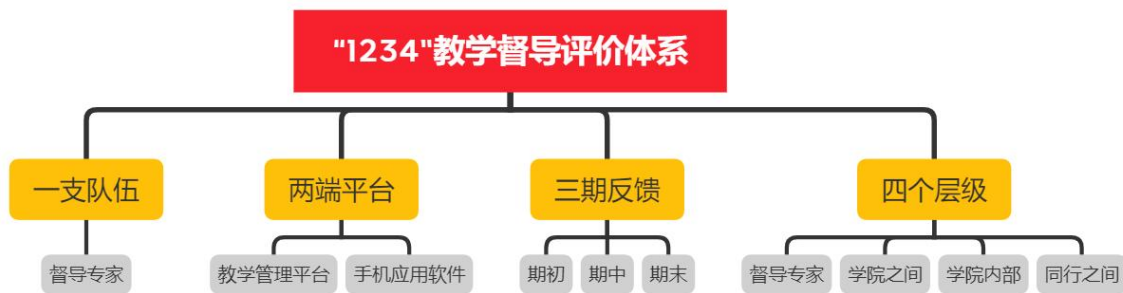 "1234"教学督导评价体系
一支队伍
两端平台
三期反馈
四个层级
督导专家
教学管理平台
手机应用软件
期初
期中
期末
督导专家
学院之间
学院内部
同行之间